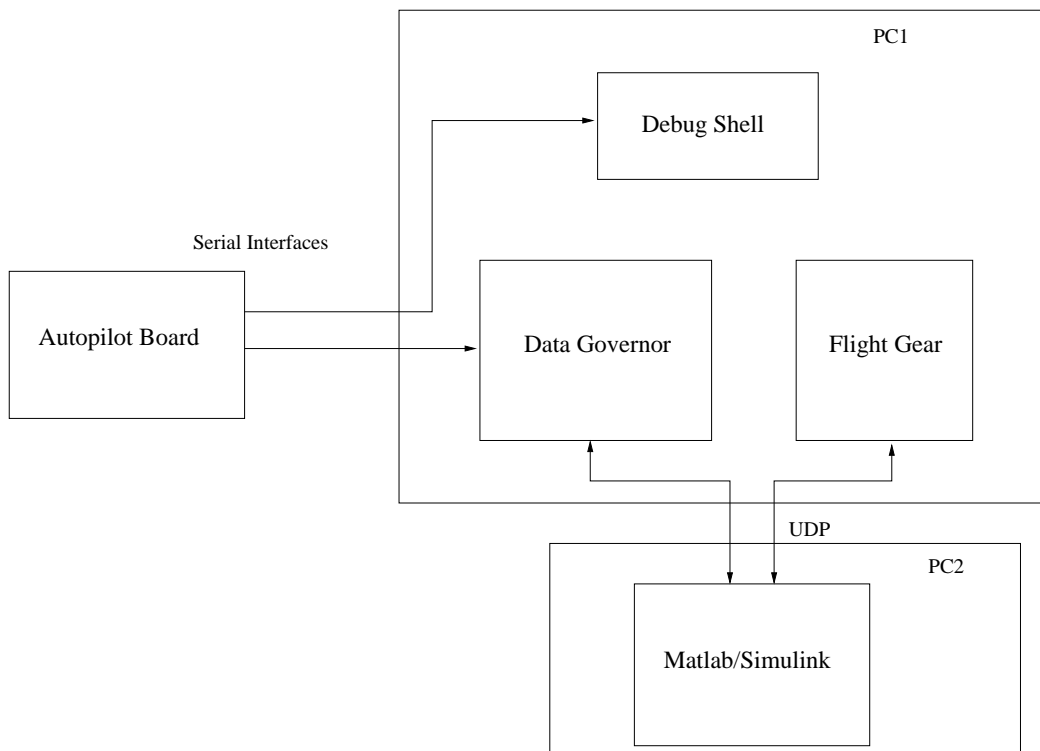 PC1
Debug Shell
Serial Interfaces
Autopilot Board
Data Governor
Flight Gear
UDP
PC2
Matlab/Simulink